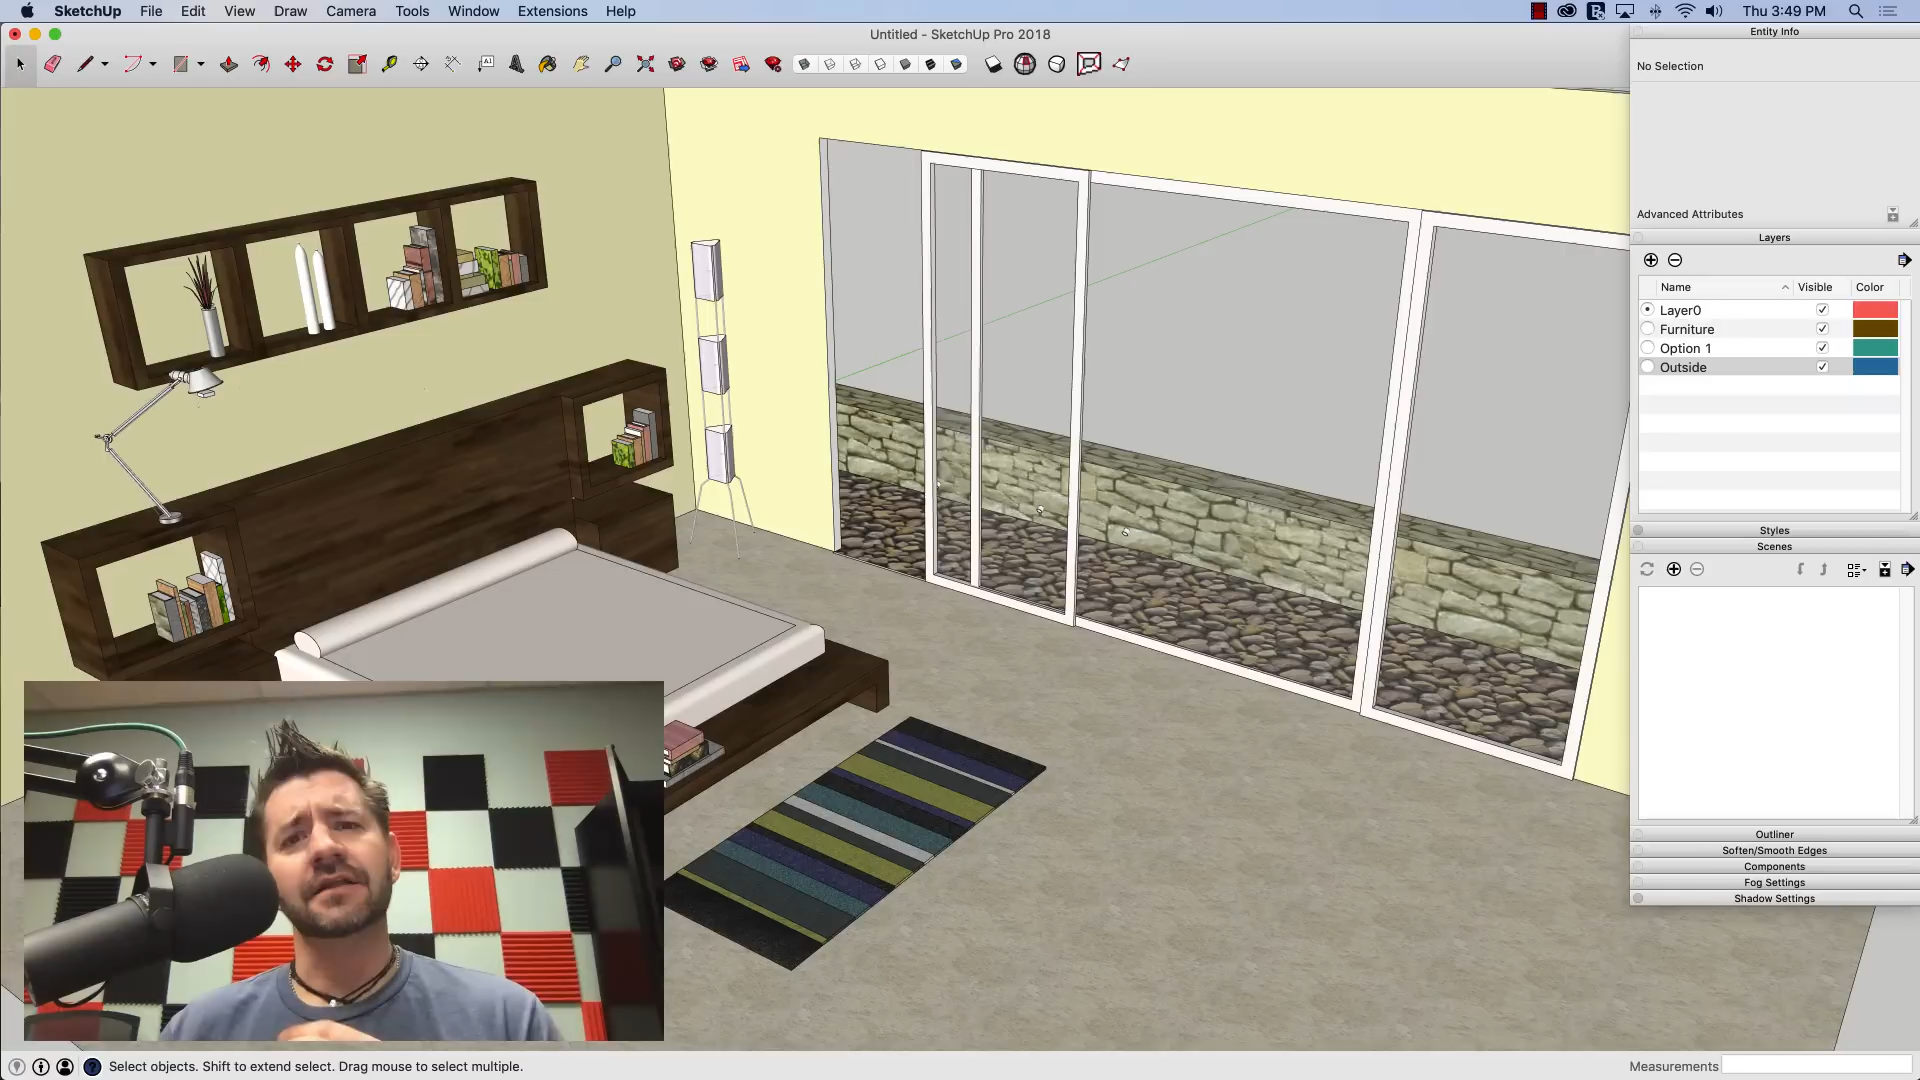 SketchUp File Edit View Draw Camera Tools Window Extensions Help Thu 3:49 PM
Untitled - SketchUp Pro 2018
Entity Info
No Selection
Advanced Attributes
Layers
Name Visible Color
Layer0
Furniture
Option 1
Outside
Styles
Scenes
Outliner
Soften/Smooth Edges
Components
Fog Settings
Shadow Settings
Select objects. Shift to extend select. Drag mouse to select multiple.
Measurements